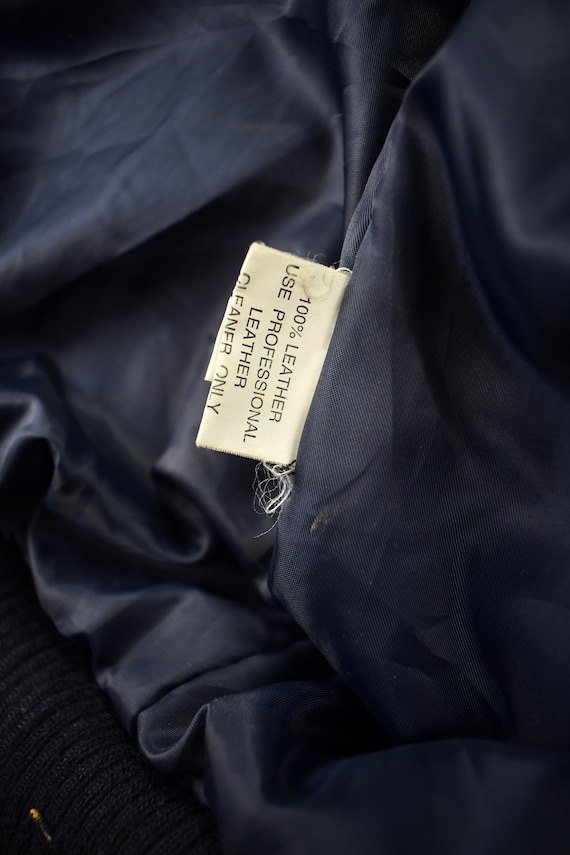 100% LEATHER
USE PROFESSIONAL
LEATHER
CLEANER ONLY